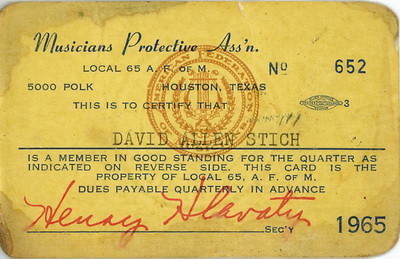 Musicians Protective Ass'n.
LOCAL 65 A. F. of M. No 652
5000 POLK HOUSTON, TEXAS
THIS IS TO CERTIFY THAT
DAVID ALLEN STICH
IS A MEMBER IN GOOD STANDING FOR THE QUARTER AS
INDICATED ON REVERSE SIDE. THIS CARD IS THE
PROPERTY OF LOCAL 65, A. F. of M.
DUES PAYABLE QUARTERLY IN ADVANCE
Henry Hlavaty
SEC'Y 1965